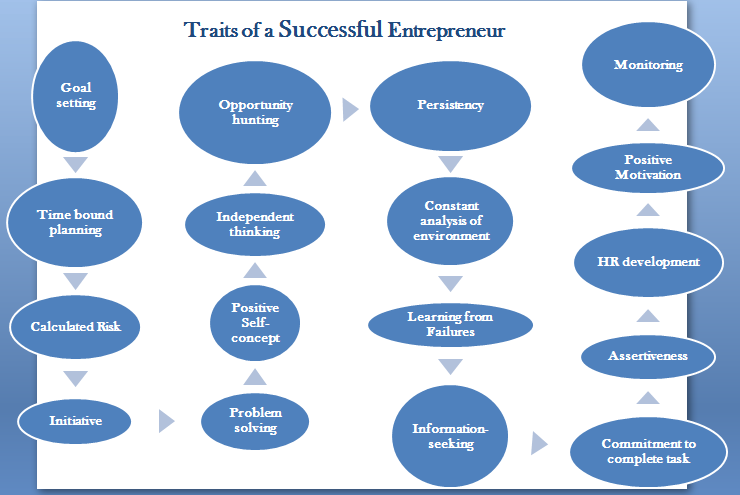 Traits of a Successful Entrepreneur
Goal
setting
Time bound
planning
Calculated Risk
Initiative
Problem
solving
Positive
Self-
concept
Independent
thinking
Opportunity
hunting
Persistency
Constant
analysis of
environment
Learning from
Failures
Information-
seeking
Commitment to
complete task
Assertiveness
HR development
Positive
Motivation
Monitoring